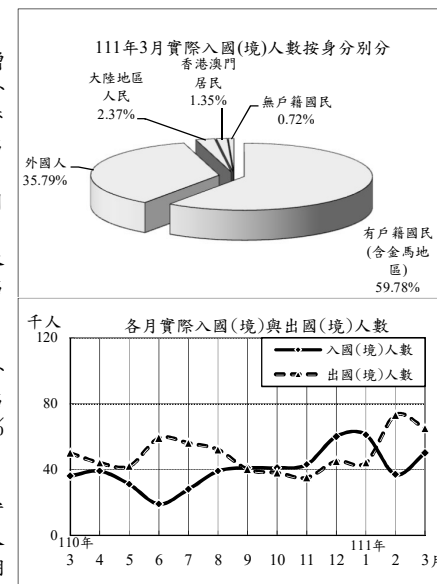 111年3月實際入國(境)人數按身分別分
香港澳門
居民
1.35%
大陸地區
人民
2.37%
無戶籍國民
0.72%
外國人
35.79%
有戶籍國民
(含金馬地
區)
59.78%
千人
各月實際入國(境)與出國(境)人數
120
入國(境)人數
出國(境)人數
80
40
0
110年
111年
3 4 5 6 7 8 9 10 11 12 1 2 3月